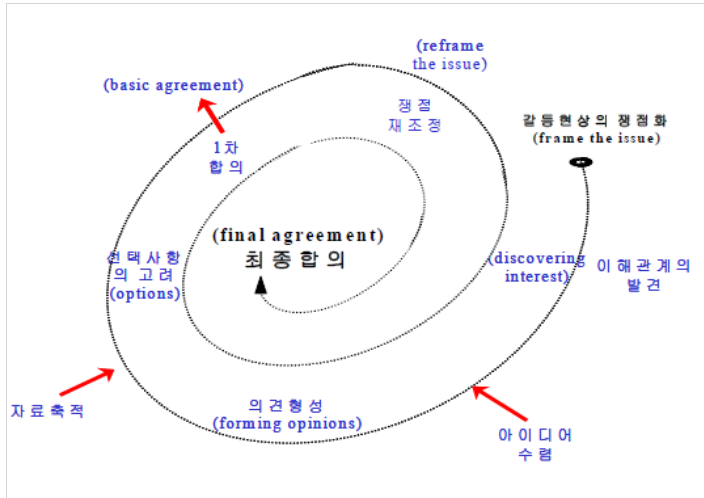 (reframe
the issue)
(basic agreement)
쟁점
재조정
갈등현상의 쟁점화
(frame the issue)
1차
합의
(final agreement)
최종합의
선택사항
의 고려
(options)
(discovering
interest)
이해관계의
발견
자료축적
의견형성
(forming opinions)
아이디어
수렴